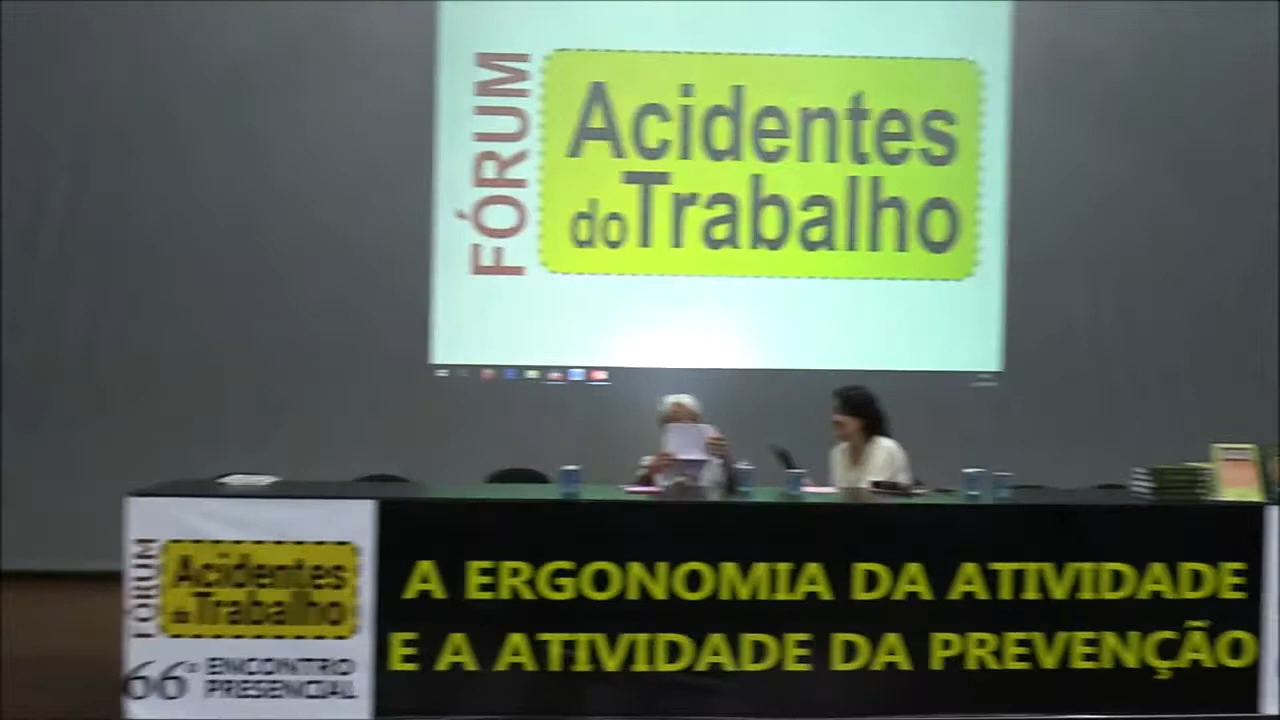 FÓRUM
Acidentes
do Trabalho
FÓRUM
Acidentes
do Trabalho
66º ENCONTRO
PRESENCIAL
A ERGONOMIA DA ATIVIDADE
E A ATIVIDADE DA PREVENÇÃO